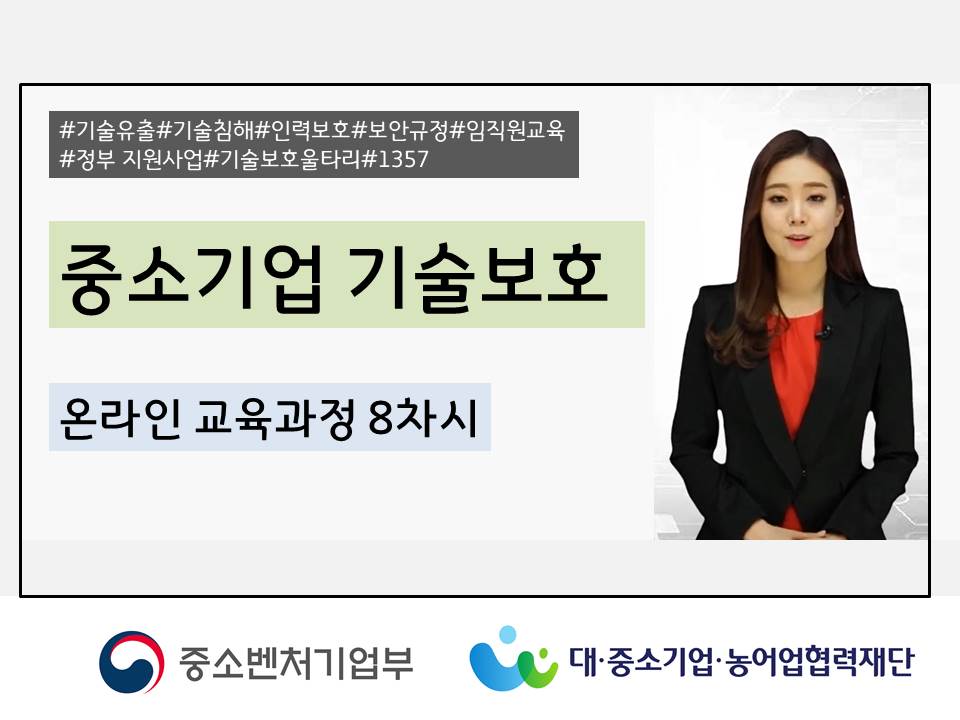 #기술유출#기술침해#인력보호#보안규정#임직원교육
#정부 지원사업#기술보호울타리#1357
중소기업 기술보호
온라인 교육과정 8차시
중소벤처기업부
대·중소기업·농어업협력재단